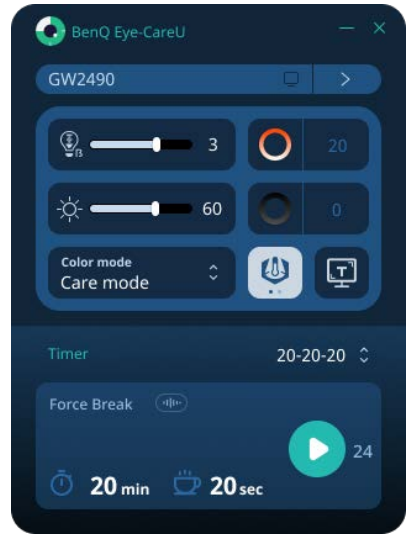 BenQ Eye-CareU
GW2490
3
20
60
0
Color mode
Care mode
T
Timer
20-20-20
Force Break
24
20 min
20 sec